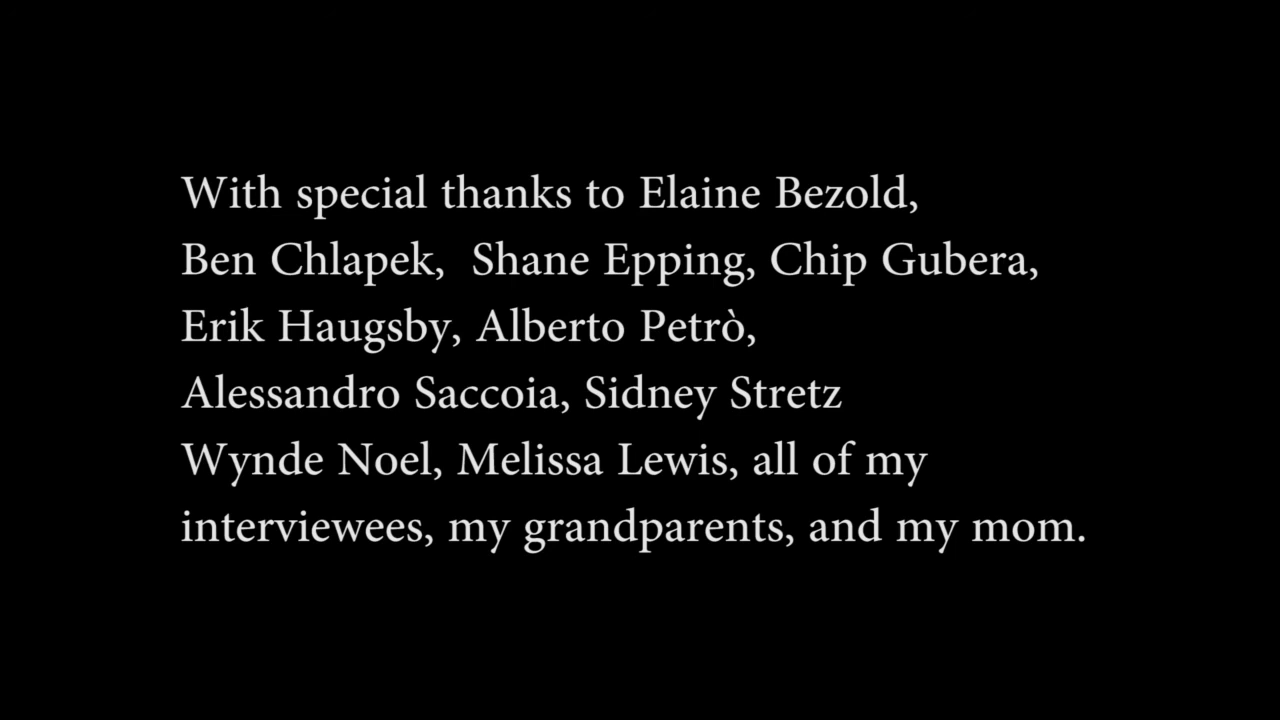 With special thanks to Elaine Bezold,
Ben Chlapek,  Shane Epping, Chip Gubera,
Erik Haugsby, Alberto Petrò,
Alessandro Saccoia, Sidney Stretz
Wynde Noel, Melissa Lewis, all of my
interviewees, my grandparents, and my mom.